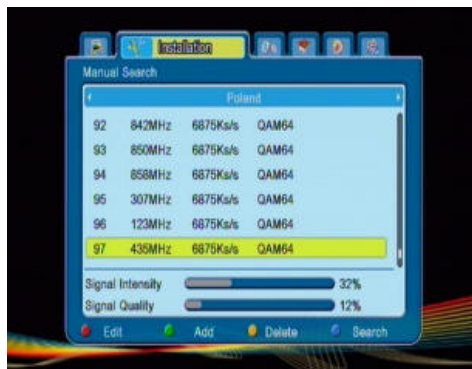 Installation
Manual Search
Poland
92 842MHz 6875Ks/s QAM64
93 850MHz 6875Ks/s QAM64
94 858MHz 6875Ks/s QAM64
95 307MHz 6875Ks/s QAM64
96 123MHz 6875Ks/s QAM64
97 435MHz 6875Ks/s QAM64
Signal Intensity 32%
Signal Quality 12%
Edit Add Delete Search